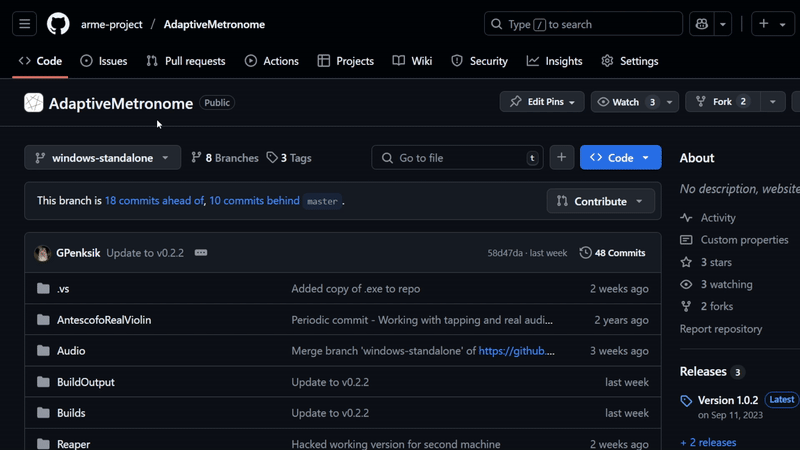 arme-project / AdaptiveMetronome
Type / to search
Code Issues Pull requests Actions Projects Wiki Security Insights Settings
AdaptiveMetronome Public
Edit Pins Watch 3 Fork 2
windows-standalone 8 Branches 3 Tags Go to file t + Code
This branch is 18 commits ahead of, 10 commits behind master .
Contribute
GPenksik Update to v0.2.2 58d47da · last week 48 Commits
.vs Added copy of .exe to repo 2 weeks ago
AntescofoRealViolin Periodic commit - Working with tapping and real audi... 2 years ago
Audio Merge branch 'windows-standalone' of https://github.... 3 weeks ago
BuildOutput Update to v0.2.2 last week
Builds Update to v0.2.2 last week
Reaper Hacked working version for second machine 2 weeks ago
About
No description, website
Activity
Custom properties
3 stars
3 watching
2 forks
Report repository
Releases 3
Version 1.0.2 Latest
on Sep 11, 2023
+ 2 releases